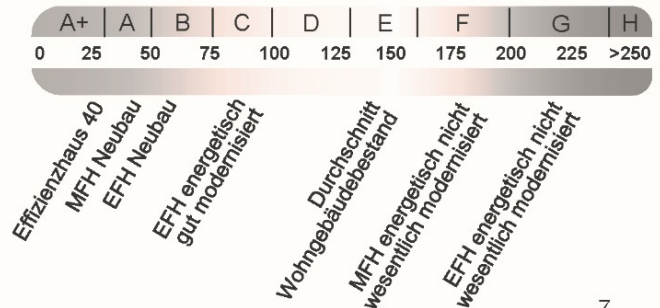 A+ A B C D E F G H
0 25 50 75 100 125 150 175 200 225 >250
Effizienzhaus 40
MFH Neubau
EFH Neubau
EFH energetisch
gut modernisiert
Durchschnitt
Wohngebäudebestand
MFH energetisch nicht
wesentlich modernisiert
EFH energetisch nicht
wesentlich modernisiert